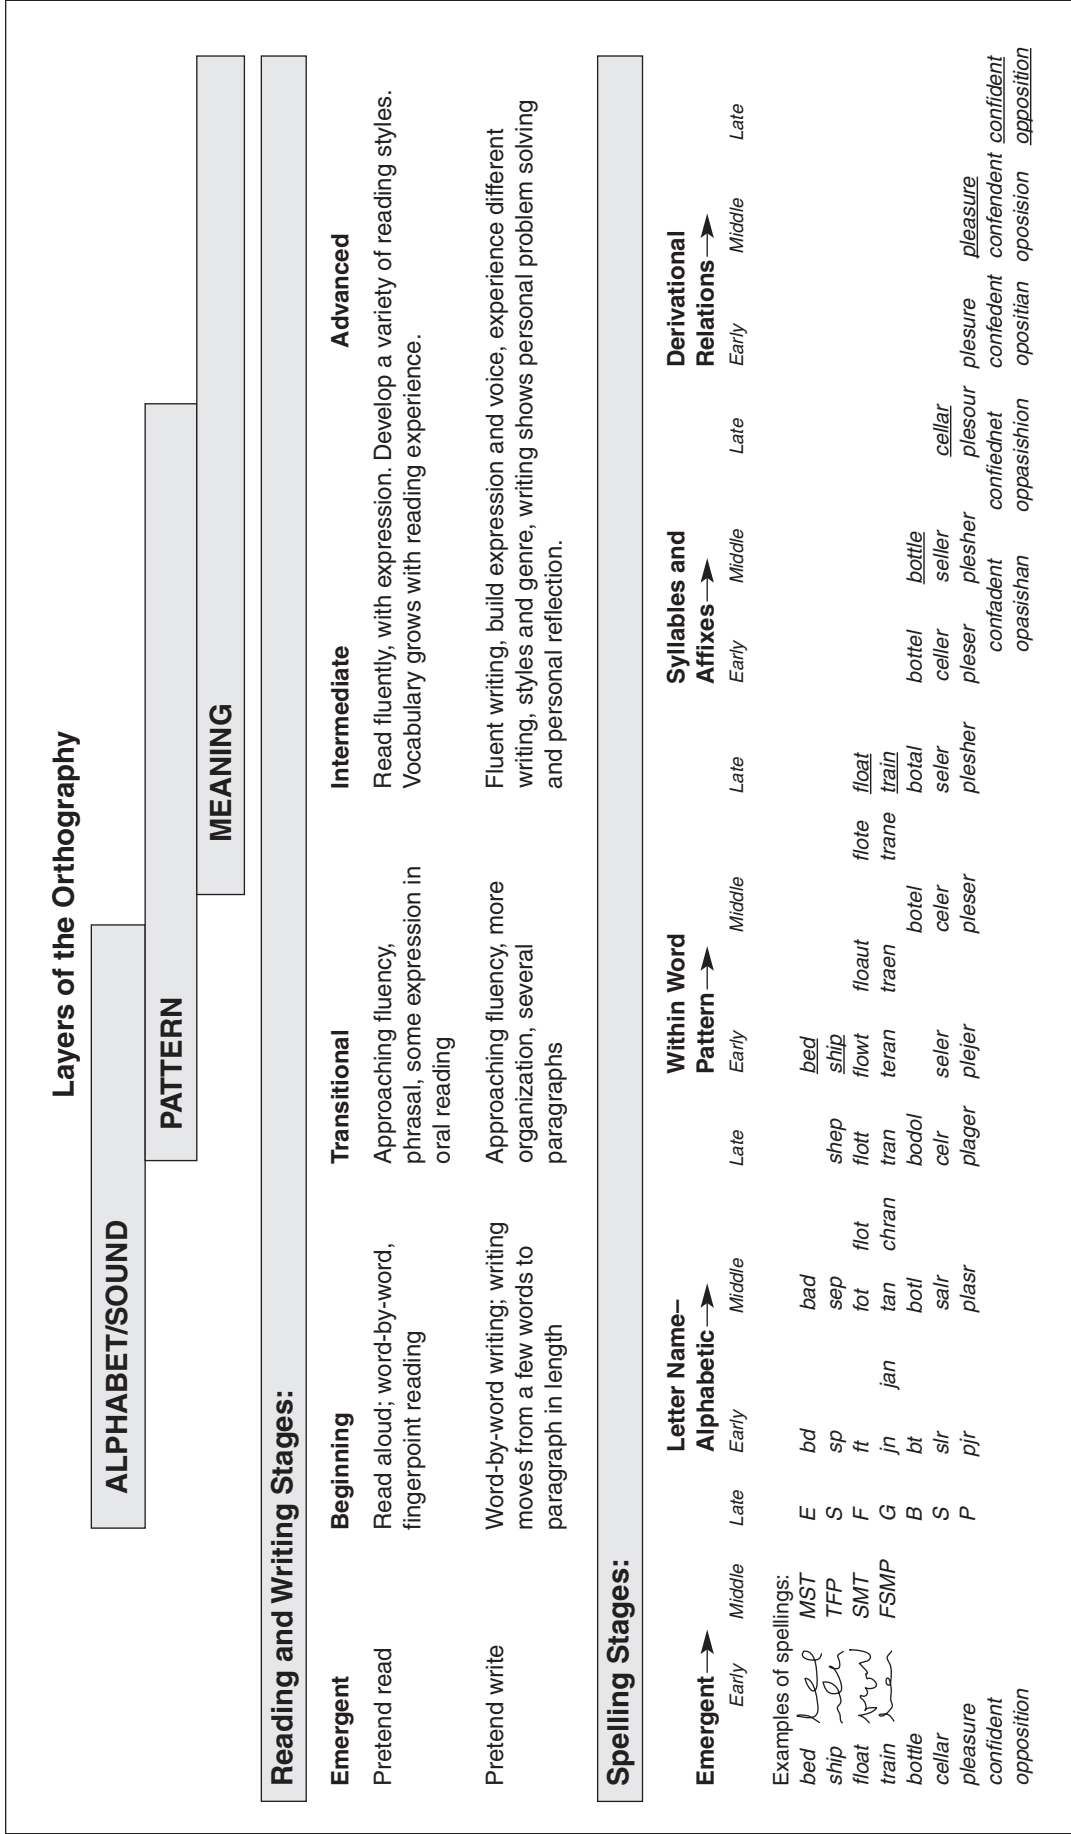 Layers of the Orthography
ALPHABET/SOUND
PATTERN
MEANING
Reading and Writing Stages:
Emergent Beginning Transitional Intermediate Advanced
Pretend read Read aloud; word-by-word, Approaching fluency, Read fluently, with expression. Develop a variety of reading styles.
fingerpoint reading phrasal, some expression in Vocabulary grows with reading experience.
oral reading
Pretend write Word-by-word writing; writing Approaching fluency, more Fluent writing, build expression and voice, experience different
moves from a few words to organization, several writing, styles and genre, writing shows personal problem solving
paragraph in length paragraphs and personal reflection.
Spelling Stages:
Letter Name– Within Word Syllables and Derivational
Emergent→ Alphabetic→ Pattern→ Affixes→ Relations→
Early Middle Late Early Middle Late Early Middle Late Early Middle Late Early Middle Late
Examples of spellings:
bed MST E bd bad bed
ship TFP S sp sep shep ship
float SMT F ft fot flot flott flowt floaut flote float
train FSMP G jn jan tan chran tran teran traen trane train
bottle B bt botl bodol botel botal bottel bottle
cellar S slr salr celr seler celer seler celler seller cellar
pleasure P pjr plasr plager plejer pleser plesher pleser plesher plesour plesure pleasure
confident confadent confiednet confedent confendent confident
opposition opasishan oppasishion opositian oposision opposition